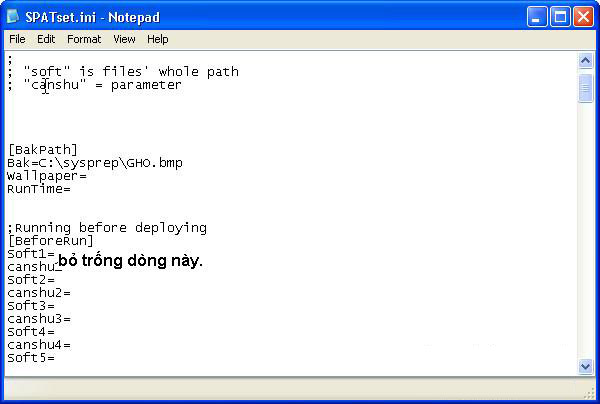 SPATset.ini - Notepad
File Edit Format View Help
;
; "soft" is files' whole path
; "canshu" = parameter
[BakPath]
Bak=C:\sysprep\GHO.bmp
Wallpaper=
RunTime=
;Running before deploying
[BeforeRun]
Soft1=
canshu
bỏ trống dòng này.
Soft2=
canshu2=
Soft3=
canshu3=
Soft4=
canshu4=
Soft5=